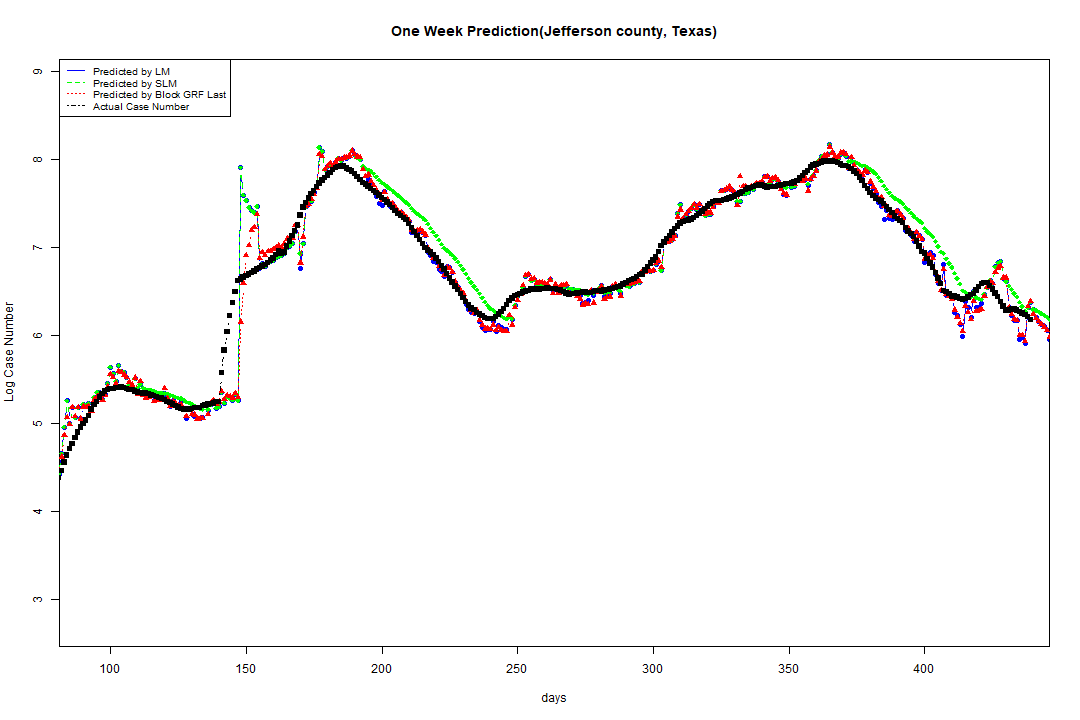 One Week Prediction(Jefferson county, Texas)
Predicted by LM
Predicted by SLM
Predicted by Block GRF Last
Actual Case Number
Log Case Number
9
8
7
6
5
4
3
100 150 200 250 300 350 400
days